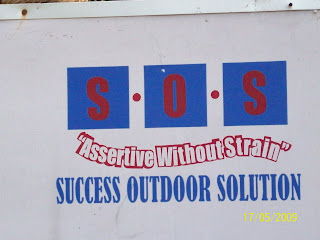 S·O·S
"Assertive Without Strain"
SUCCESS OUTDOOR SOLUTION
17/05/2009